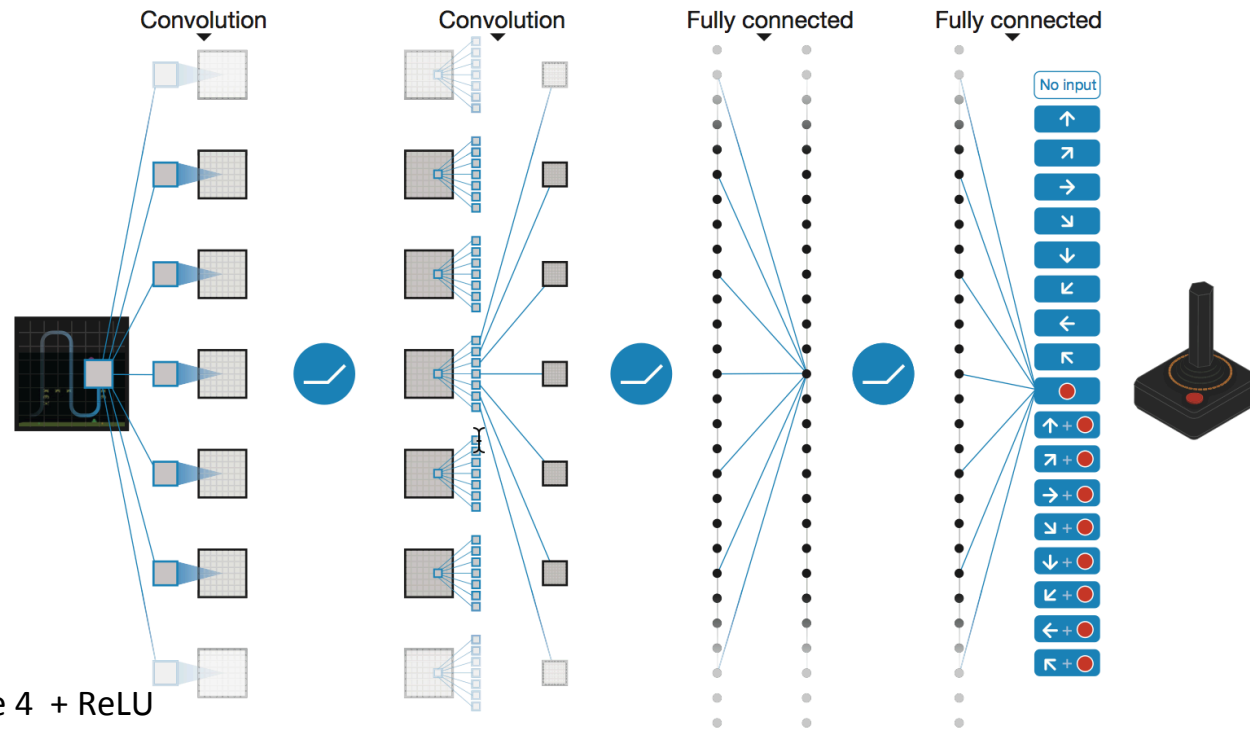 Convolution
Convolution
Fully connected
Fully connected
No input
e 4 + ReLU